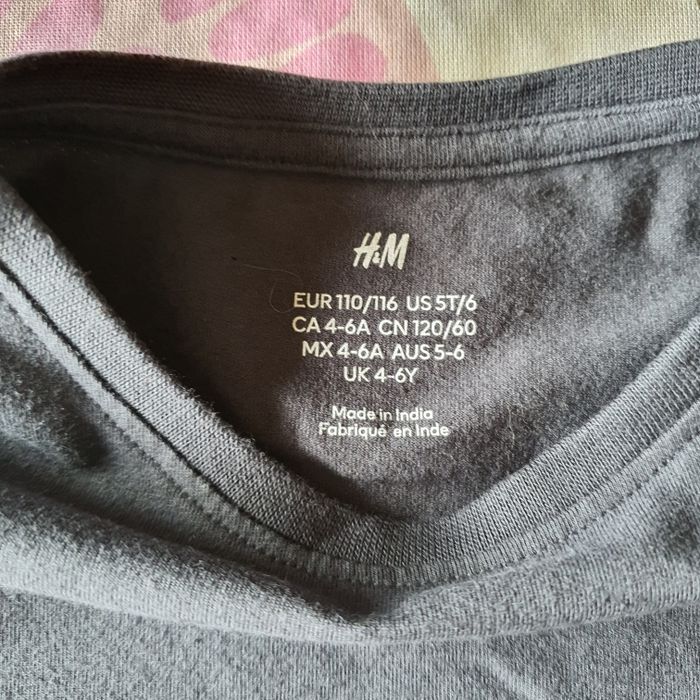 H&M
EUR 110/116 US 5T/6
CA 4-6A CN 120/60
MX 4-6A AUS 5-6
UK 4-6Y
Made in India
Fabriqué en Inde